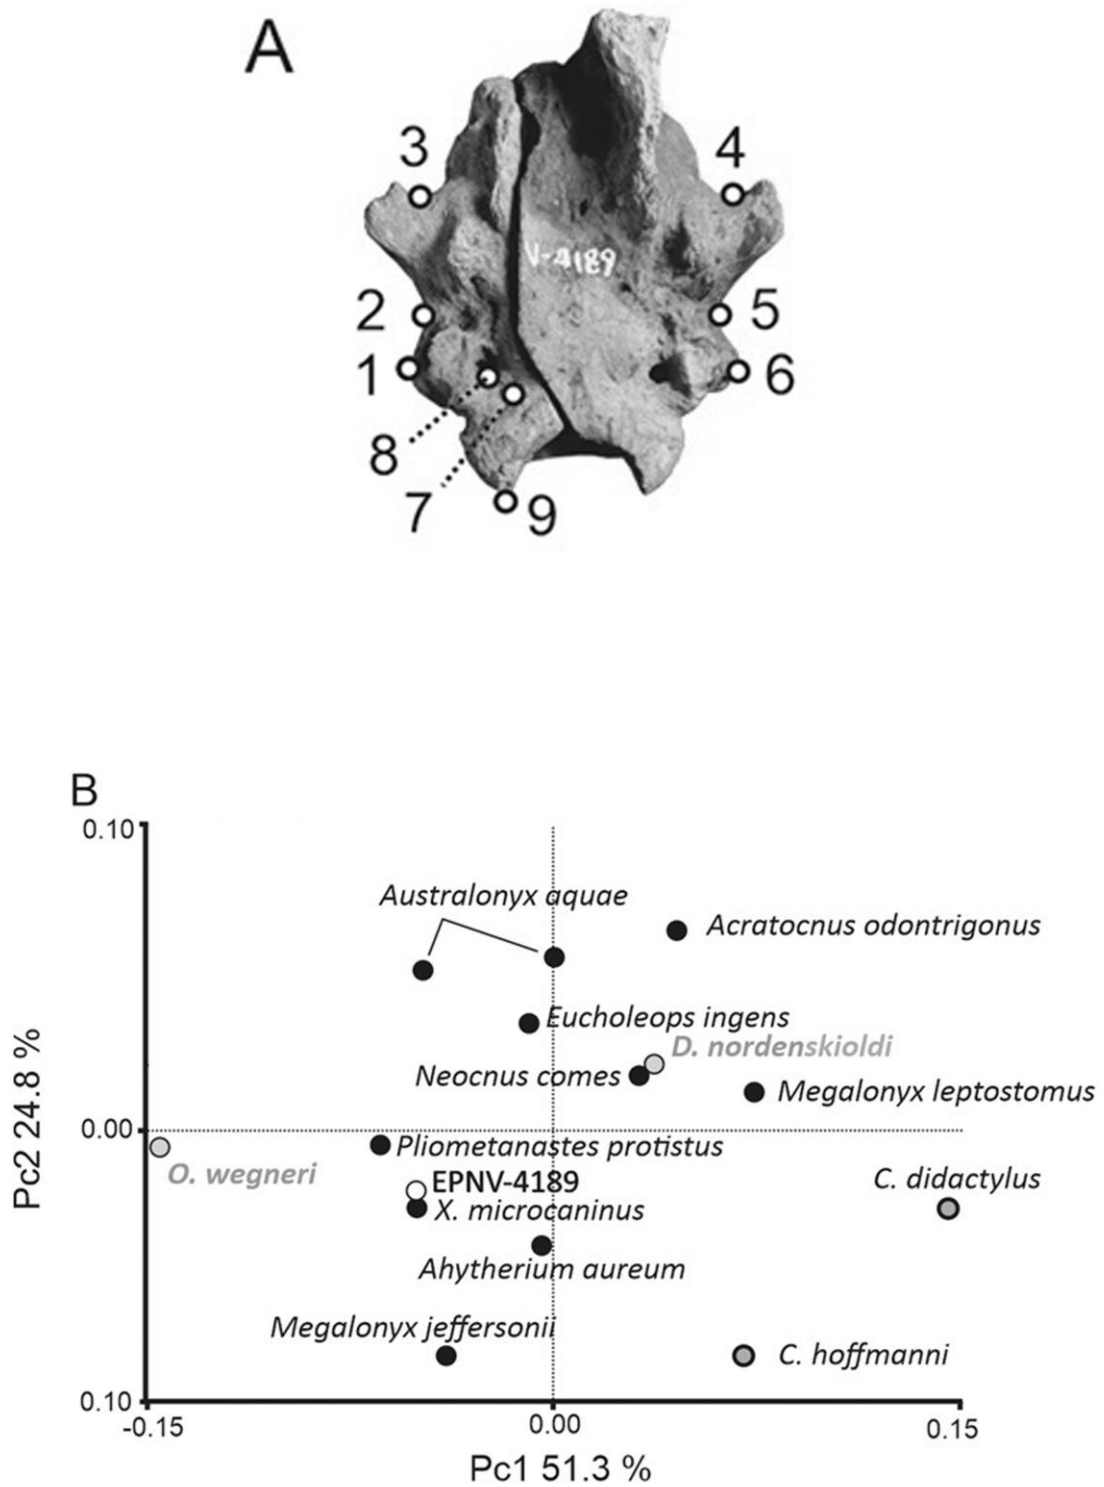 A
3
4
V-4189
2
5
1
6
8
7
9
B
0.10
Australonyx aquae
Acratocnus odontrigonus
Eucholeops ingens
D. nordenskioldi
Neocnus comes
Megalonyx leptostomus
0.00
Pliometanastes protistus
O. wegneri
EPNV-4189
C. didactylus
X. microcaninus
Ahytherium aureum
Megalonyx jeffersonii
C. hoffmanni
0.10
-0.15
0.00
0.15
Pc1 51.3 %
Pc2 24.8 %